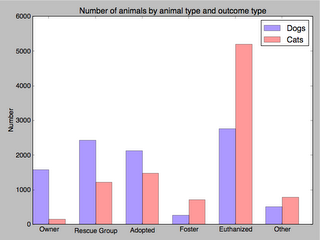 Number of animals by animal type and outcome type
Dogs
Cats
Number
6000
5000
4000
3000
2000
1000
0
Owner
Rescue Group
Adopted
Foster
Euthanized
Other